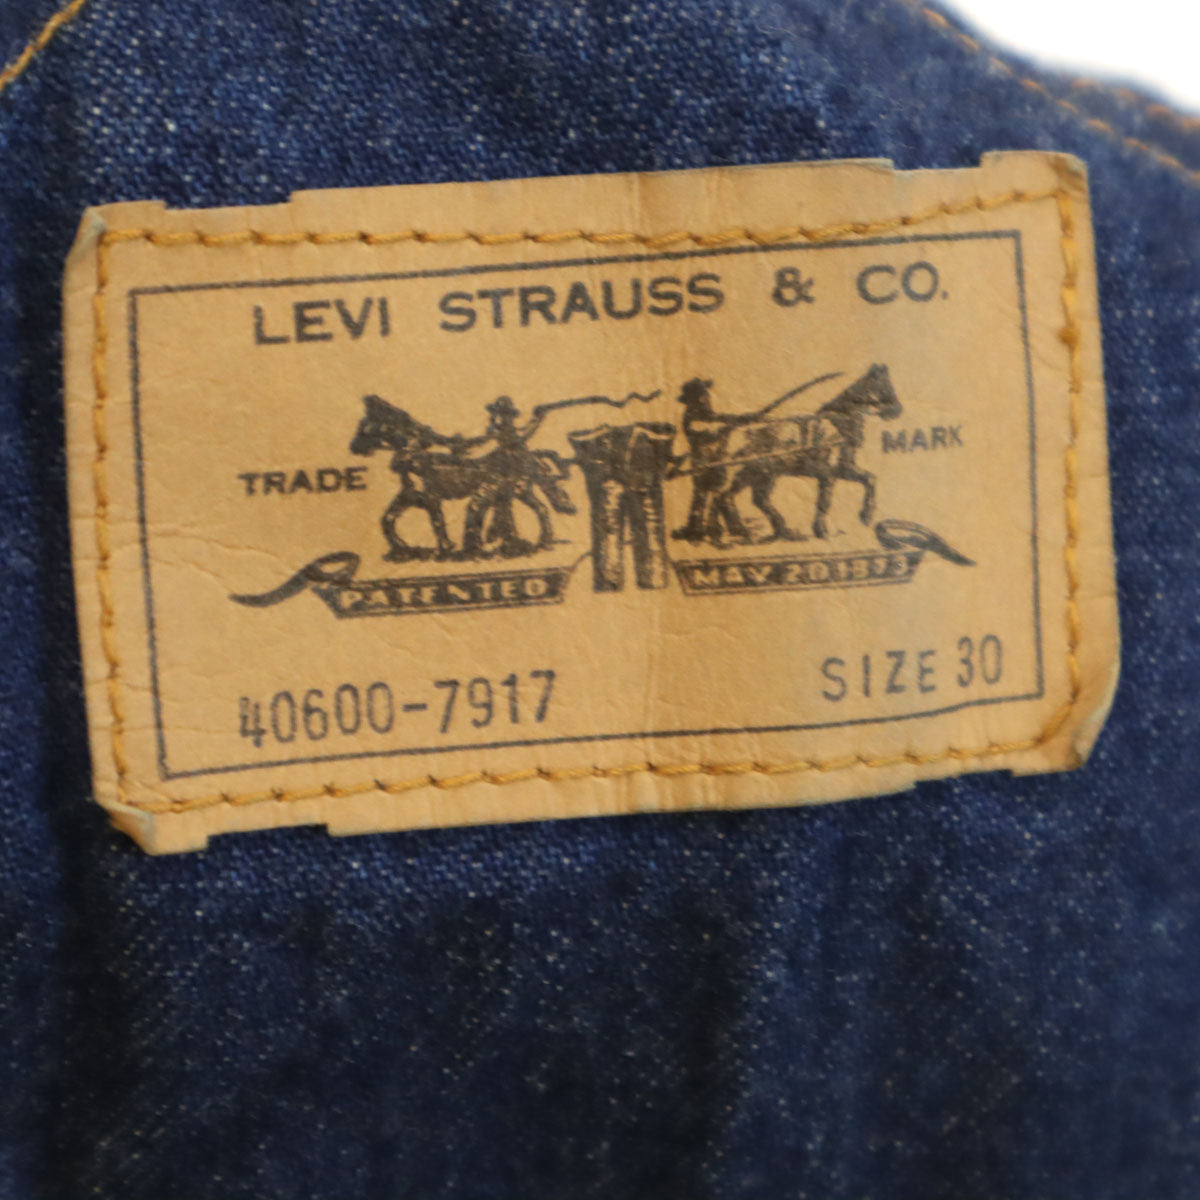 LEVI STRAUSS & CO.
TRADE MARK
PATENTED MAY 20 1873
40600-7917 SIZE 30